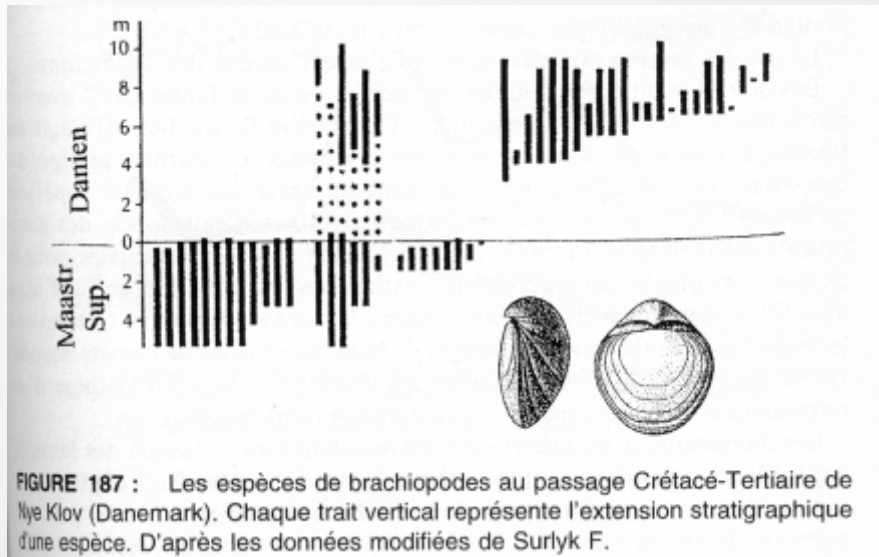 m
10
8
6
4
2
0
2
4
Danien
Maastr
Sup.
FIGURE 187 : Les espèces de brachiopodes au passage Crétacé-Tertiaire de
Nye Klov (Danemark). Chaque trait vertical représente l'extension stratigraphique
d'une espèce. D'après les données modifiées de Surlyk F.